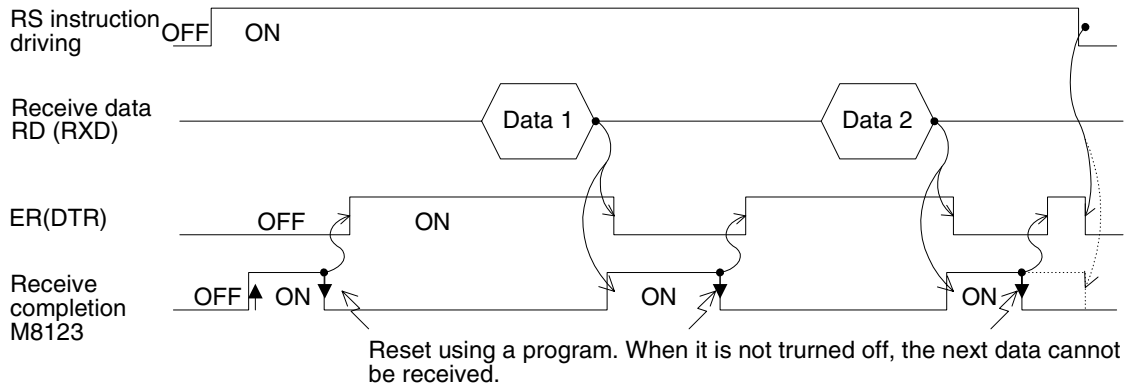 RS instruction
driving
OFF
ON
Receive data
RD (RXD)
Data 1
Data 2
ER(DTR)
OFF
ON
Receive
completion
M8123
OFF
ON
ON
ON
Reset using a program. When it is not trurned off, the next data cannot
be received.